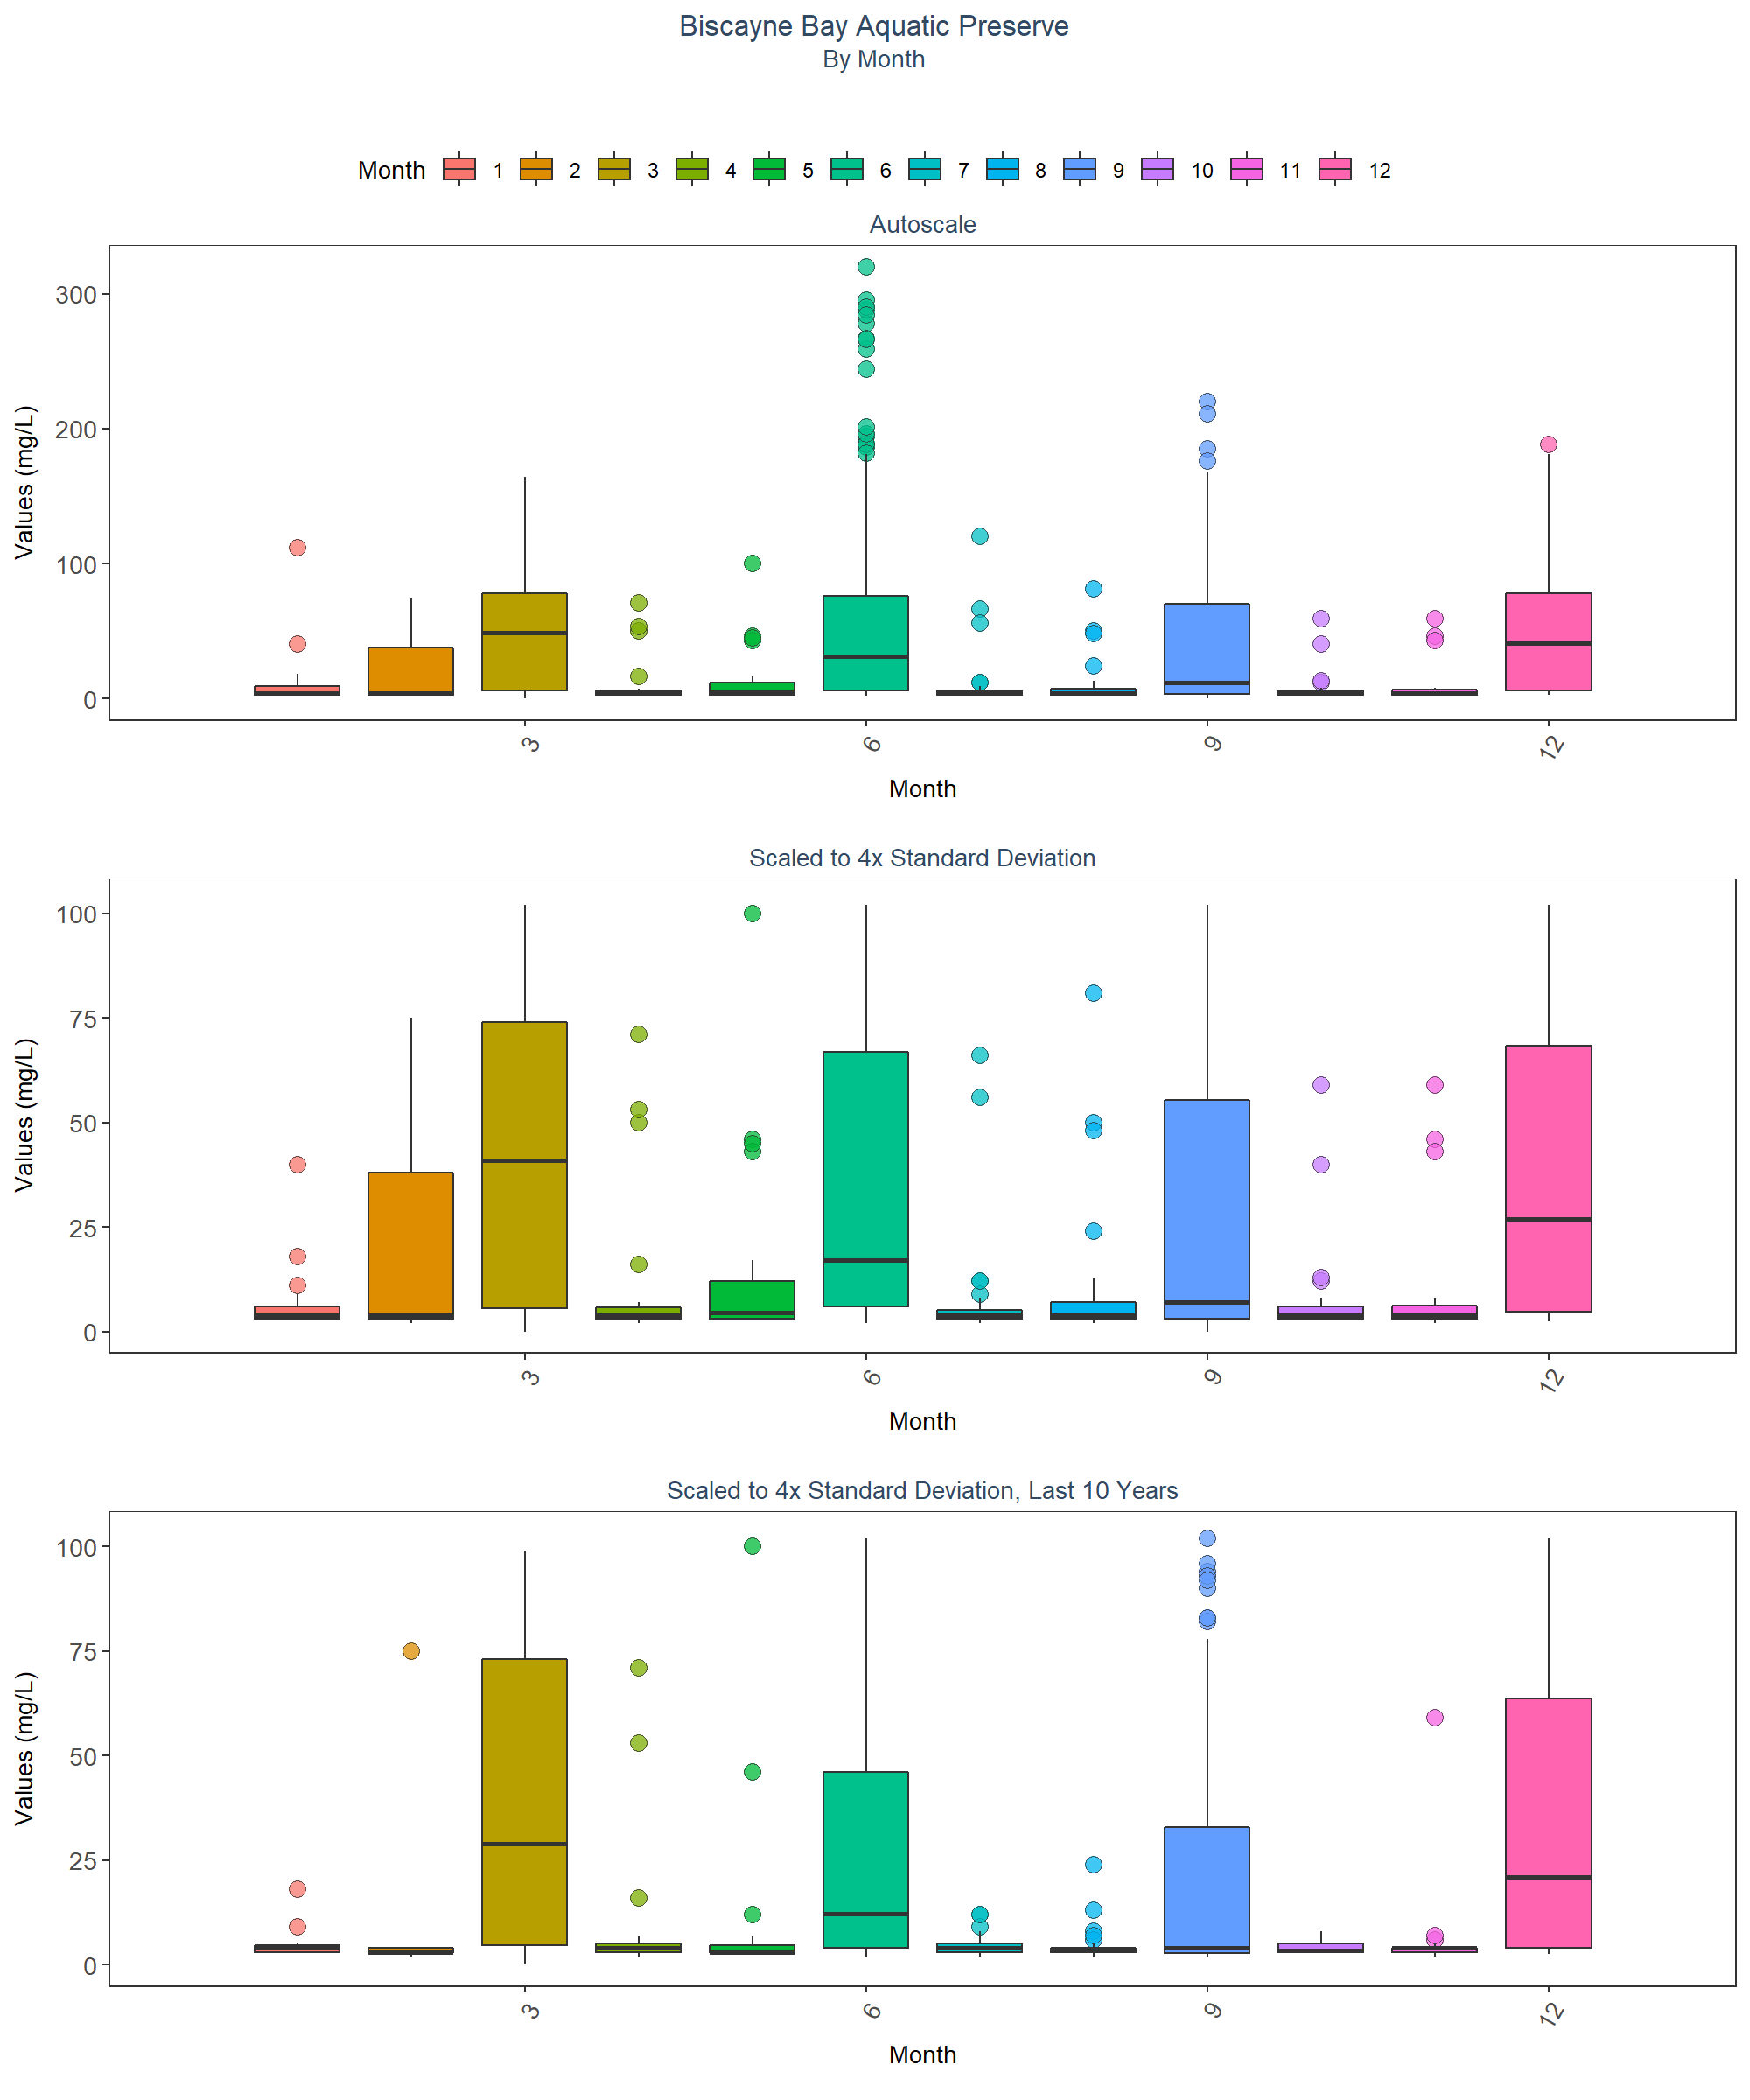 Biscayne Bay Aquatic Preserve
By Month
Month 1 2 3 4 5 6 7 8 9 10 11 12
Autoscale
Values (mg/L)
300
200
100
0
3 6 9 12
Month
Scaled to 4x Standard Deviation
Values (mg/L)
100
75
50
25
0
3 6 9 12
Month
Scaled to 4x Standard Deviation, Last 10 Years
Values (mg/L)
100
75
50
25
0
3 6 9 12
Month